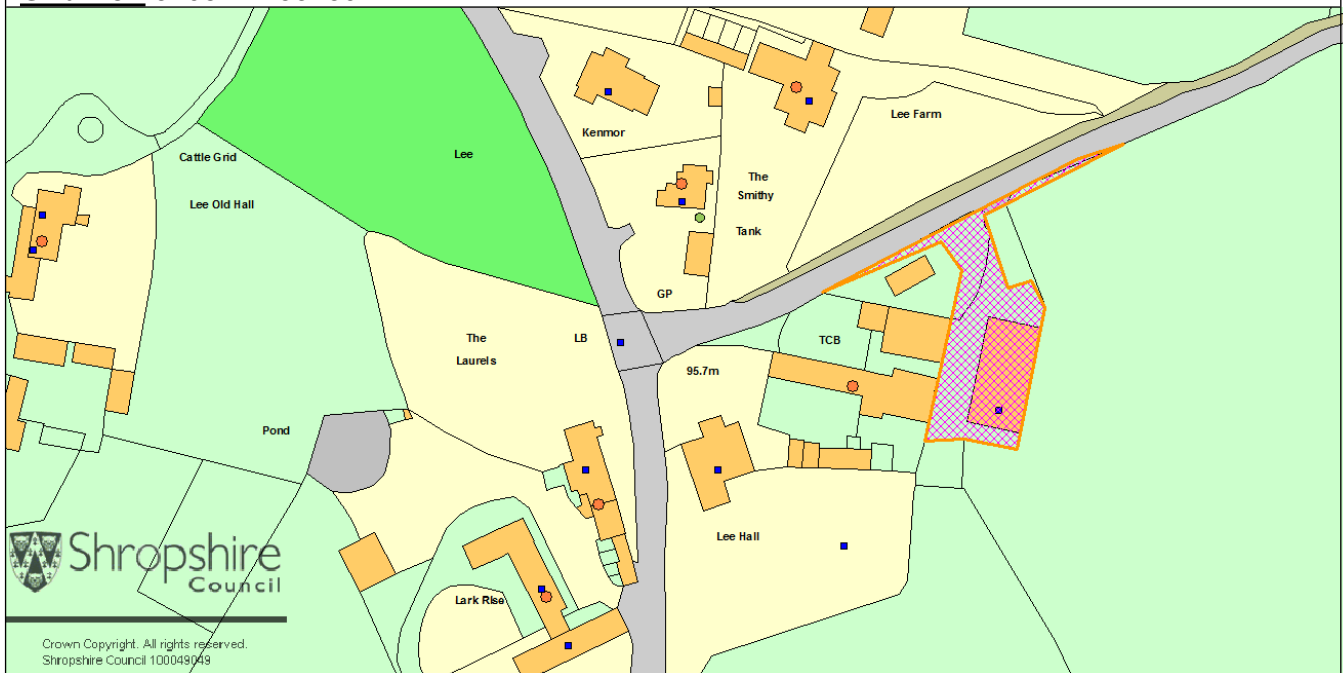 Kenmor
Lee Farm
Cattle Grid
Lee
The
Smithy
Lee Old Hall
Tank
GP
The
Laurels
LB
TCB
95.7m
Pond
Lee Hall
Shropshire
Council
Lark Rise
Crown Copyright. All rights reserved.
Shropshire Council 100049049